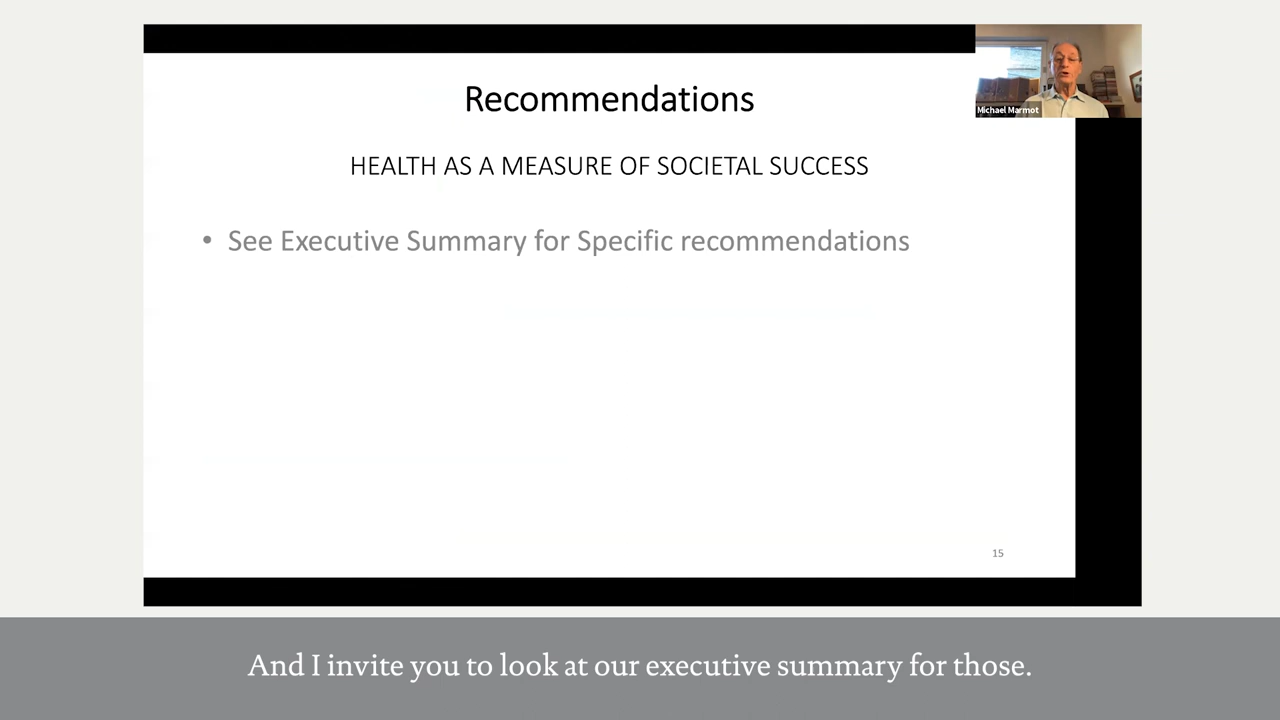 Recommendations
Michael Marmot
HEALTH AS A MEASURE OF SOCIETAL SUCCESS
• See Executive Summary for Specific recommendations
15
And I invite you to look at our executive summary for those.